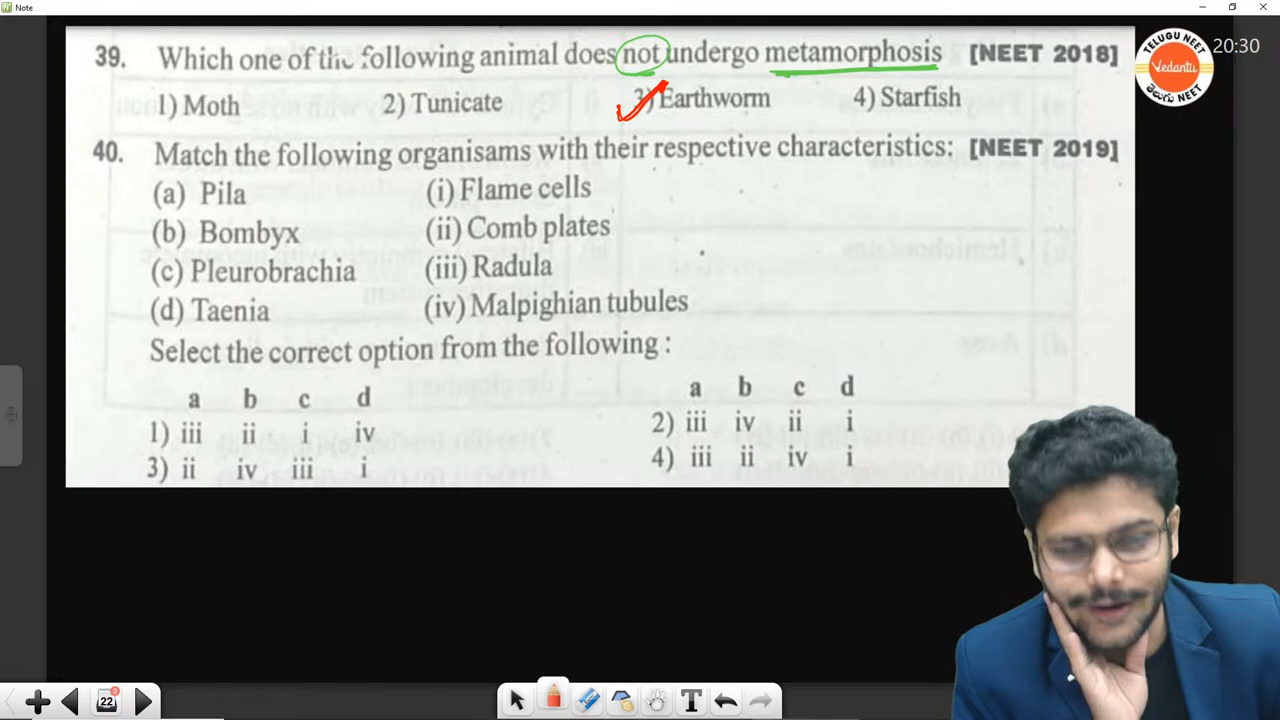 Note
39. Which one of the following animal does not undergo metamorphosis [NEET 2018]
1) Moth 2) Tunicate 3) Earthworm 4) Starfish
40. Match the following organisams with their respective characteristics: [NEET 2019]
(a) Pila (i) Flame cells
(b) Bombyx (ii) Comb plates
(c) Pleurobrachia (iii) Radula
(d) Taenia (iv) Malpighian tubules
Select the correct option from the following :
a b c d a b c d
1) iii ii i iv 2) iii iv ii i
3) ii iv iii i 4) iii ii iv i
TELUGU NEET
Vedantu
తెలుగు NEET
20:30
22
0
T